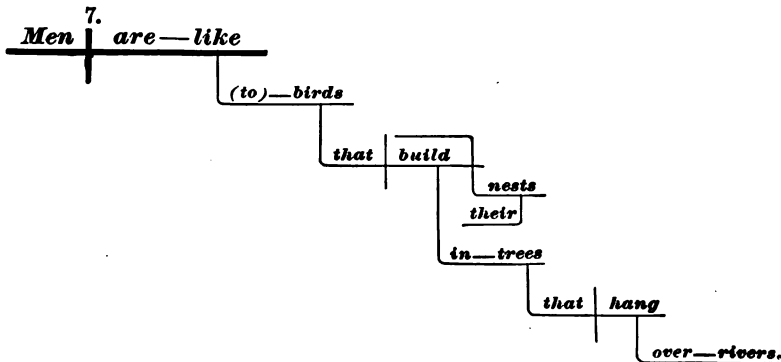 7.
Men are—like
(to)—birds
that build
nests
their
in—trees
that hang
over—rivers.